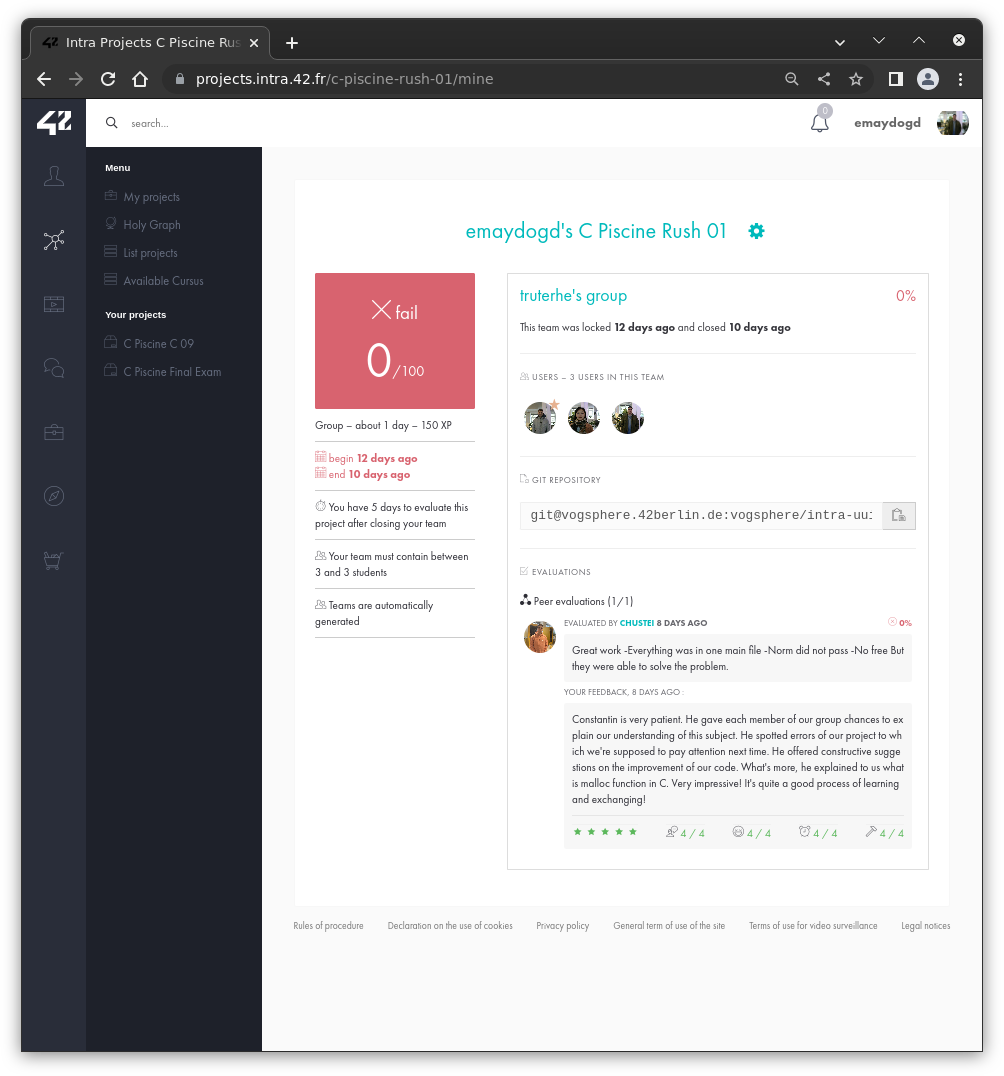 42 Intra Projects C Piscine Rus
projects.intra.42.fr/c-piscine-rush-01/mine
42
search...
0
emaydogd
Menu
My projects
Holy Graph
List projects
Available Cursus
Your projects
C Piscine C 09
C Piscine Final Exam
emaydogd's C Piscine Rush 01
fail
0/100
Group – about 1 day – 150 XP
begin 12 days ago
end 10 days ago
You have 5 days to evaluate this
project after closing your team
Your team must contain between
3 and 3 students
Teams are automatically
generated
truterhe's group
0%
This team was locked 12 days ago and closed 10 days ago
USERS – 3 USERS IN THIS TEAM
GIT REPOSITORY
git@vogsphere.42berlin.de:vogsphere/intra-uui
EVALUATIONS
Peer evaluations (1/1)
EVALUATED BY CHUSTEI 8 DAYS AGO
0%
Great work -Everything was in one main file -Norm did not pass -No free But
they were able to solve the problem.
YOUR FEEDBACK, 8 DAYS AGO :
Constantin is very patient. He gave each member of our group chances to ex
plain our understanding of this subject. He spotted errors of our project to wh
ich we're supposed to pay attention next time. He offered constructive sugge
stions on the improvement of our code. What's more, he explained to us what
is malloc function in C. Very impressive! It's quite a good process of learning
and exchanging!
4 / 4
4 / 4
4 / 4
4 / 4
Rules of procedure
Declaration on the use of cookies
Privacy policy
General term of use of the site
Terms of use for video surveillance
Legal notices